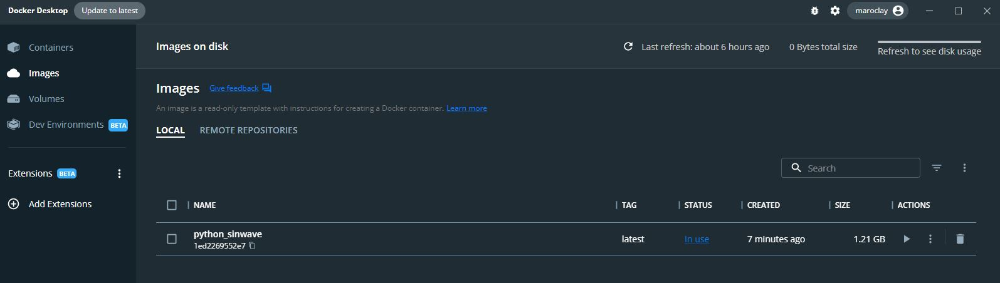 Docker Desktop Update to latest maroclay
Containers
Images
Volumes
Dev Environments BETA
Extensions BETA
Add Extensions
Images on disk Last refresh: about 6 hours ago 0 Bytes total size Refresh to see disk usage
Images Give feedback
An image is a read-only template with instructions for creating a Docker container. Learn more
LOCAL REMOTE REPOSITORIES
Search
NAME TAG STATUS CREATED SIZE ACTIONS
python_sinwave latest In use 7 minutes ago 1.21 GB
1ed2269552e7